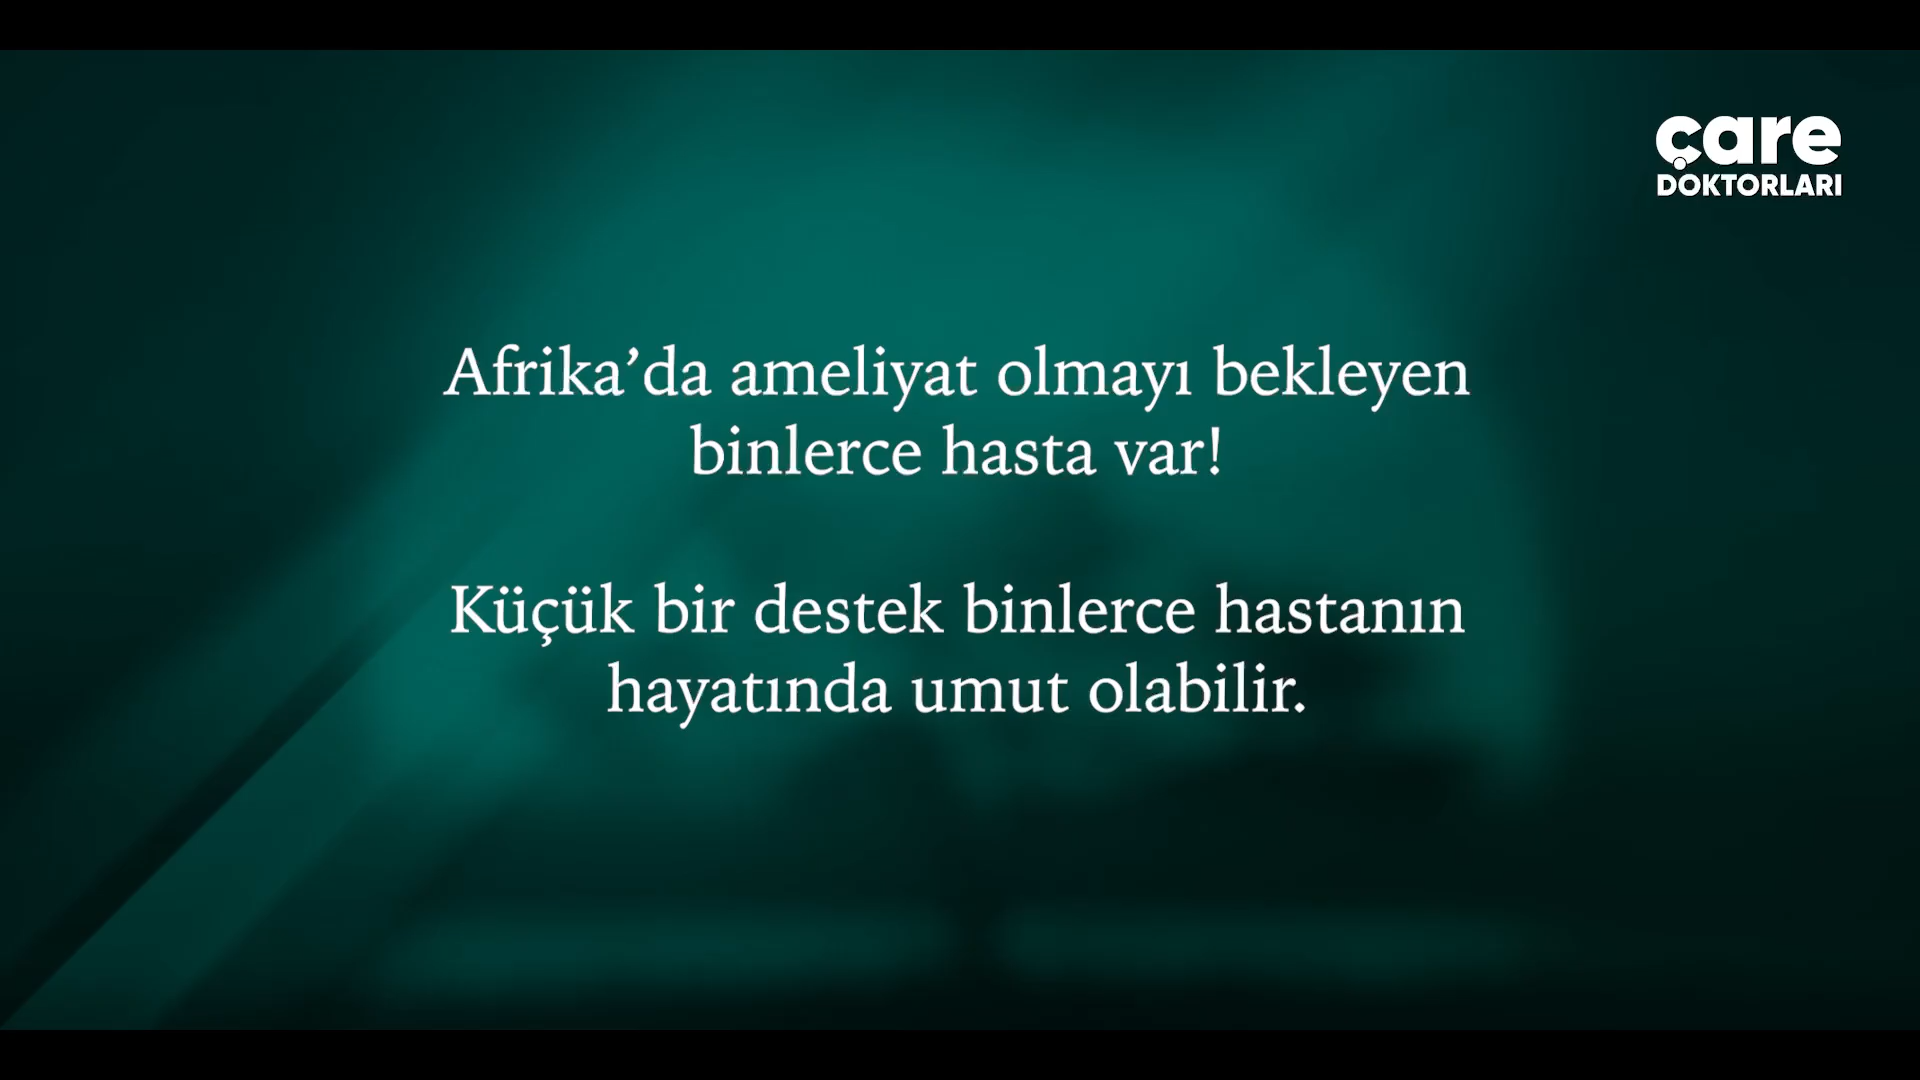 çare
DOKTORLARI
Afrika’da ameliyat olmayı bekleyen
binlerce hasta var!
Küçük bir destek binlerce hastanın
hayatında umut olabilir.